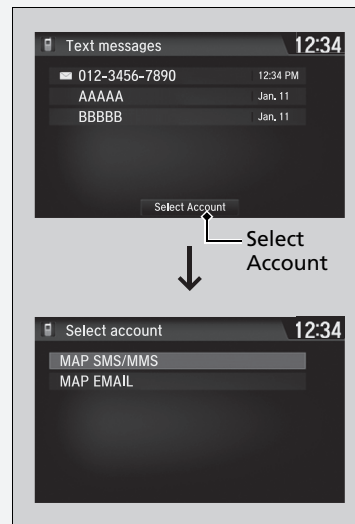 Text messages 12:34
012-3456-7890 12:34 PM
AAAAA Jan. 11
BBBBB Jan. 11
Select Account
Select
Account
Select account 12:34
MAP SMS/MMS
MAP EMAIL